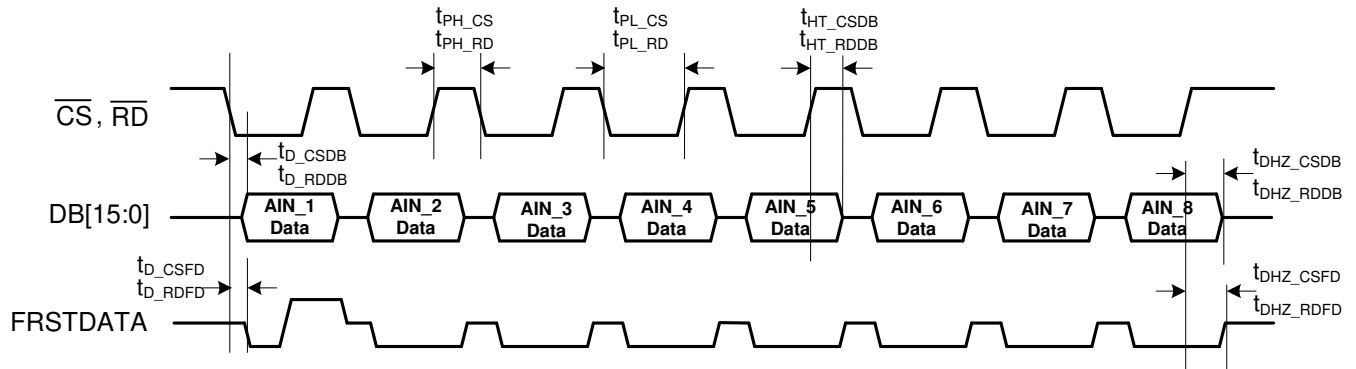 tPH_CS
tPH_RD
tPL_CS
tPL_RD
tHT_CSDB
tHT_RDDB
CS, RD
tD_CSDB
tD_RDDB
tDHZ_CSDB
tDHZ_RDDB
DB[15:0]
AIN_1
Data
AIN_2
Data
AIN_3
Data
AIN_4
Data
AIN_5
Data
AIN_6
Data
AIN_7
Data
AIN_8
Data
tD_CSFD
tD_RDFD
tDHZ_CSFD
tDHZ_RDFD
FRSTDATA